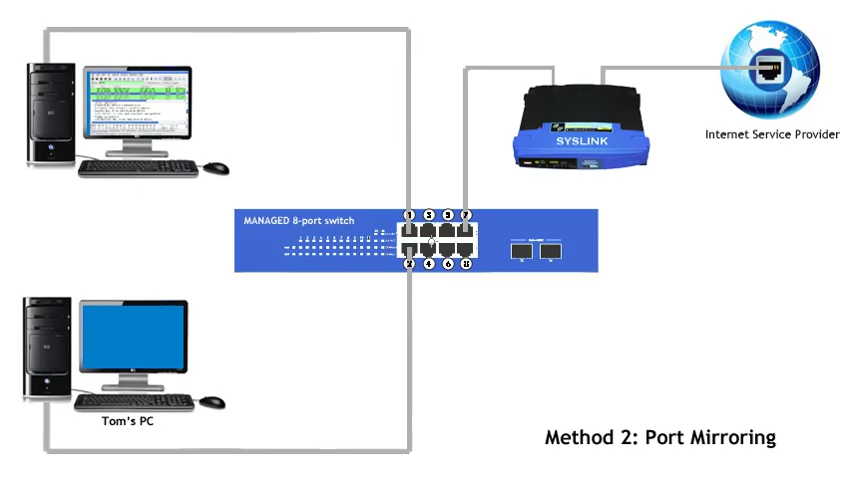 Internet Service Provider
SYSLINK
MANAGED 8-port switch
1 3 5 7
2 4 6 8
Tom's PC
Method 2: Port Mirroring